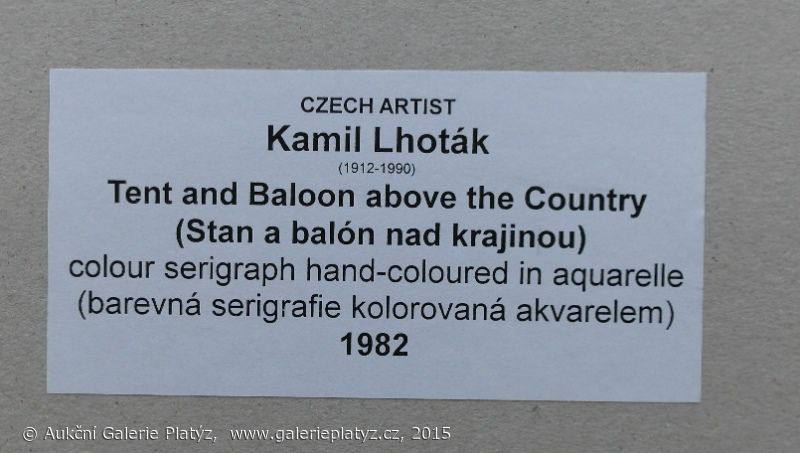 CZECH ARTIST
Kamil Lhoták
(1912-1990)
Tent and Baloon above the Country
(Stan a balón nad krajinou)
colour serigraph hand-coloured in aquarelle
(barevná serigrafie kolorovaná akvarelem)
1982
© Aukční Galerie Platýz, www.galerieplatyz.cz, 2015